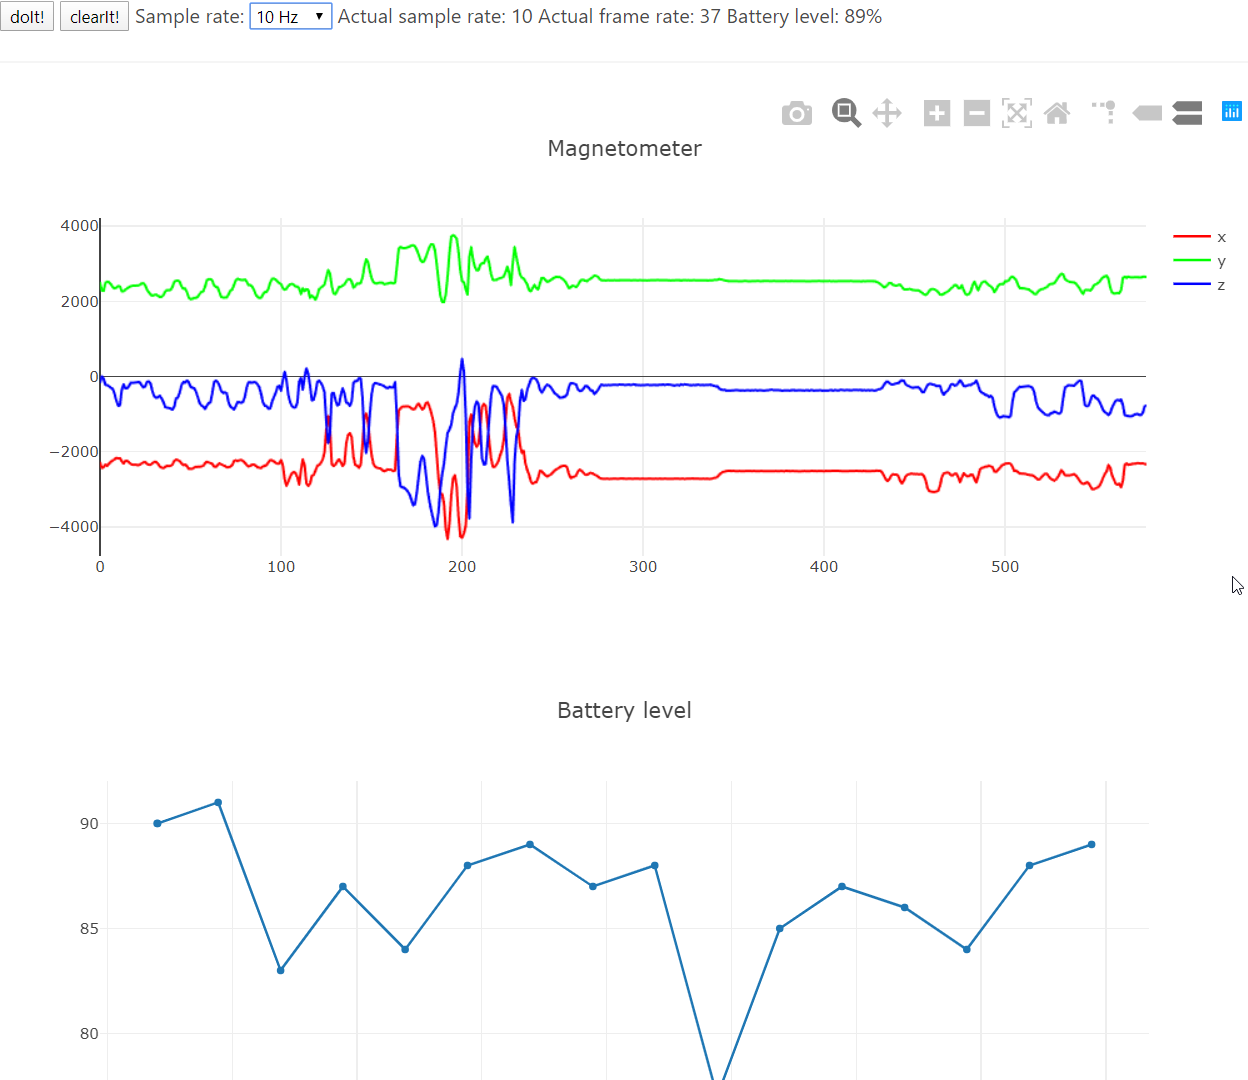 doIt! clearIt! Sample rate: 10 Hz Actual sample rate: 10 Actual frame rate: 37 Battery level: 89%
Magnetometer
4000
2000
0
−2000
−4000
0 100 200 300 400 500
x
y
z
Battery level
90
85
80